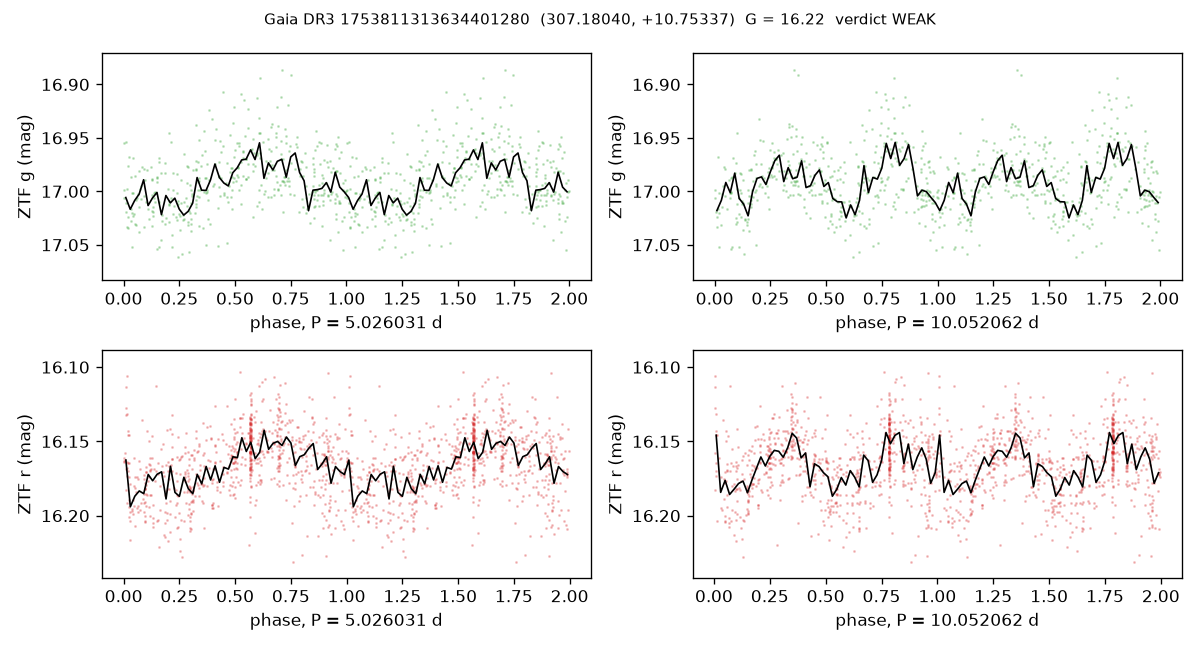 Gaia DR3 1753811313634401280 (307.18040, +10.75337) G = 16.22 verdict WEAK
ZTF g (mag)
16.90
16.95
17.00
17.05
0.00 0.25 0.50 0.75 1.00 1.25 1.50 1.75 2.00
phase, P = 5.026031 d
ZTF g (mag)
16.90
16.95
17.00
17.05
0.00 0.25 0.50 0.75 1.00 1.25 1.50 1.75 2.00
phase, P = 10.052062 d
ZTF r (mag)
16.10
16.15
16.20
0.00 0.25 0.50 0.75 1.00 1.25 1.50 1.75 2.00
phase, P = 5.026031 d
ZTF r (mag)
16.10
16.15
16.20
0.00 0.25 0.50 0.75 1.00 1.25 1.50 1.75 2.00
phase, P = 10.052062 d